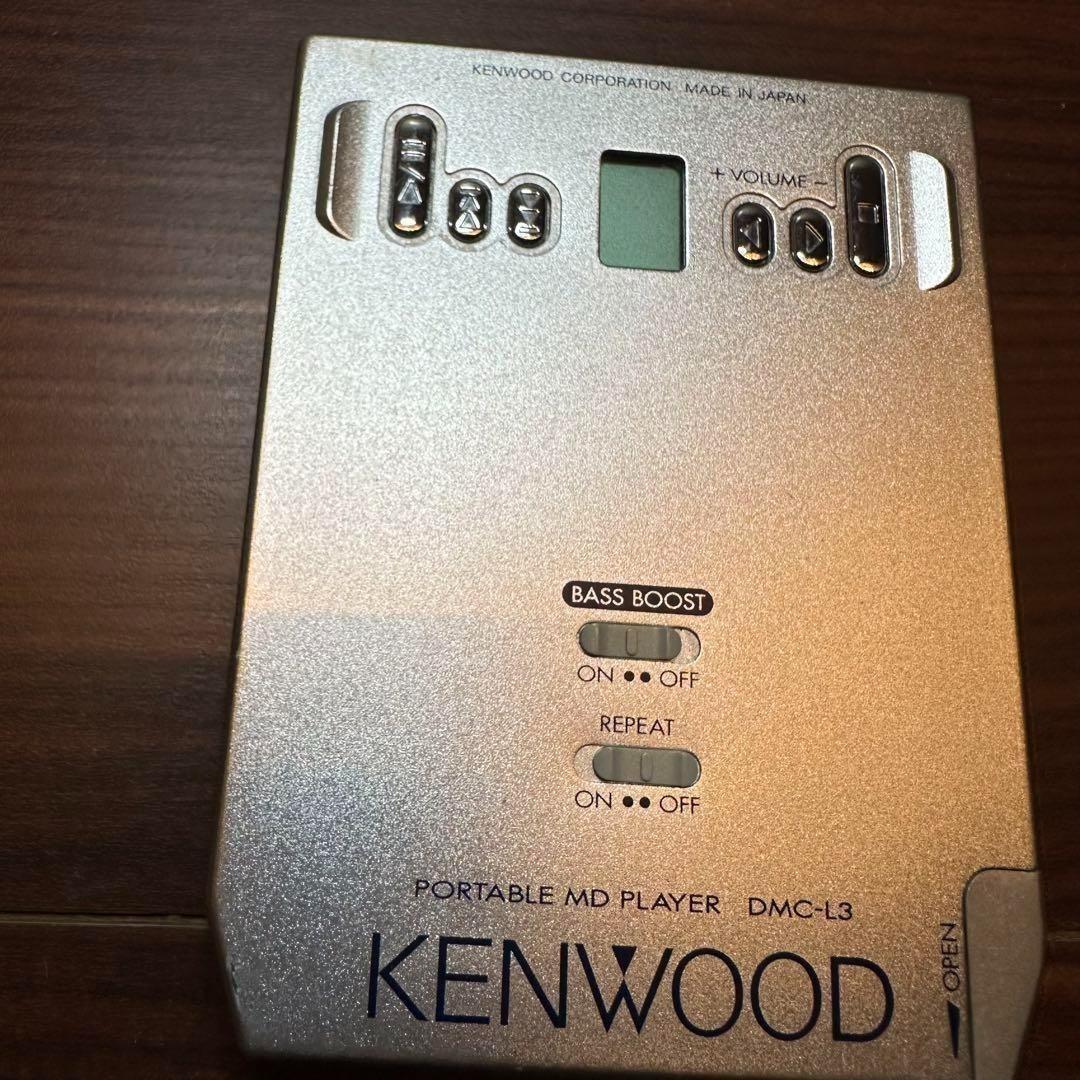 KENWOOD CORPORATION MADE IN JAPAN
+ VOLUME −
BASS BOOST
ON •• OFF
REPEAT
ON •• OFF
PORTABLE MD PLAYER DMC-L3
KENWOOD
OPEN